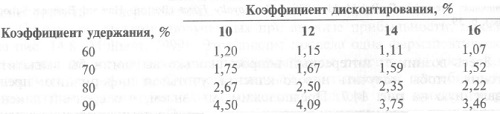 Коэффициент дисконтирования, %
Коэффициент удержания, %
10 12 14 16
60 1,20 1,15 1,11 1,07
70 1,75 1,67 1,59 1,52
80 2,67 2,50 2,35 2,22
90 4,50 4,09 3,75 3,46